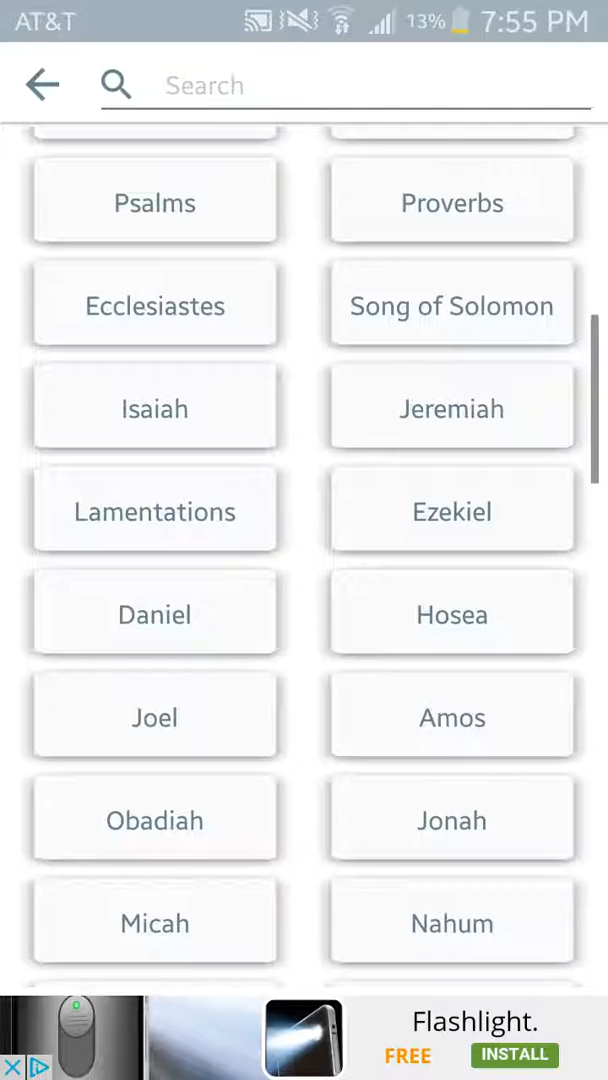 AT&T 13% 7:55 PM
Search
Psalms Proverbs
Ecclesiastes Song of Solomon
Isaiah Jeremiah
Lamentations Ezekiel
Daniel Hosea
Joel Amos
Obadiah Jonah
Micah Nahum
Flashlight.
FREE INSTALL